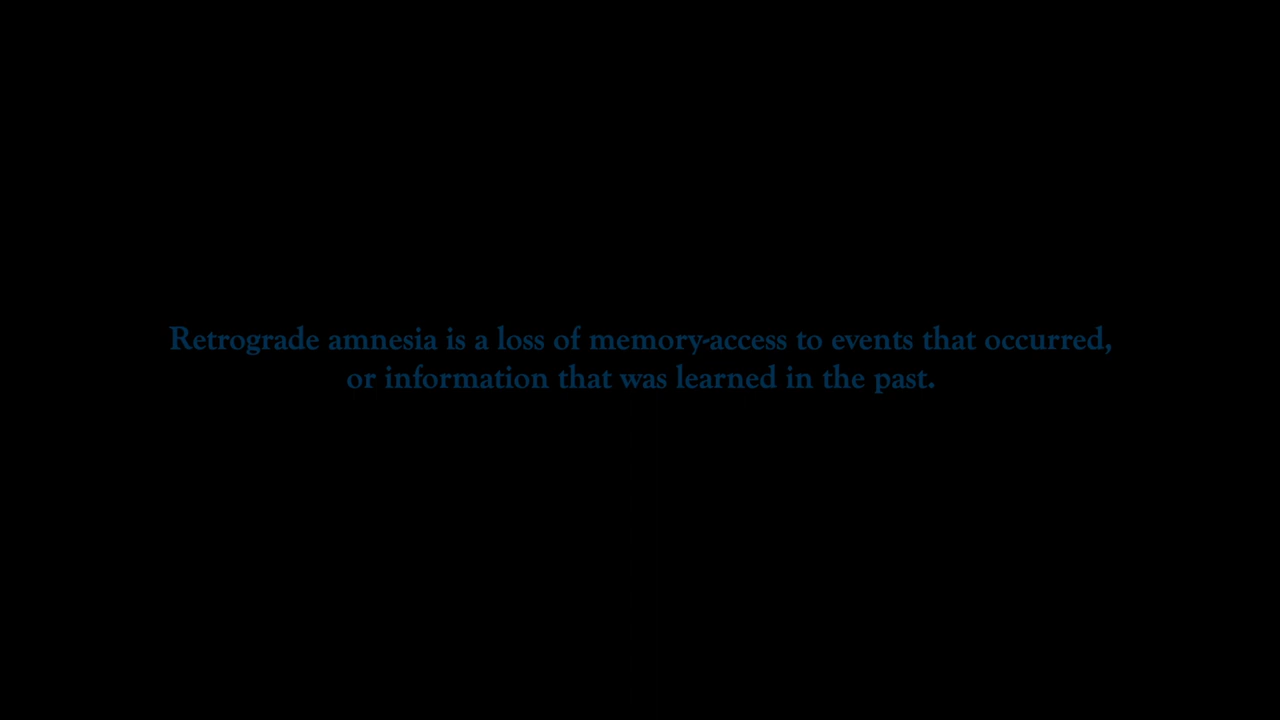 Retrograde amnesia is a loss of memory-access to events that occurred,
or information that was learned in the past.